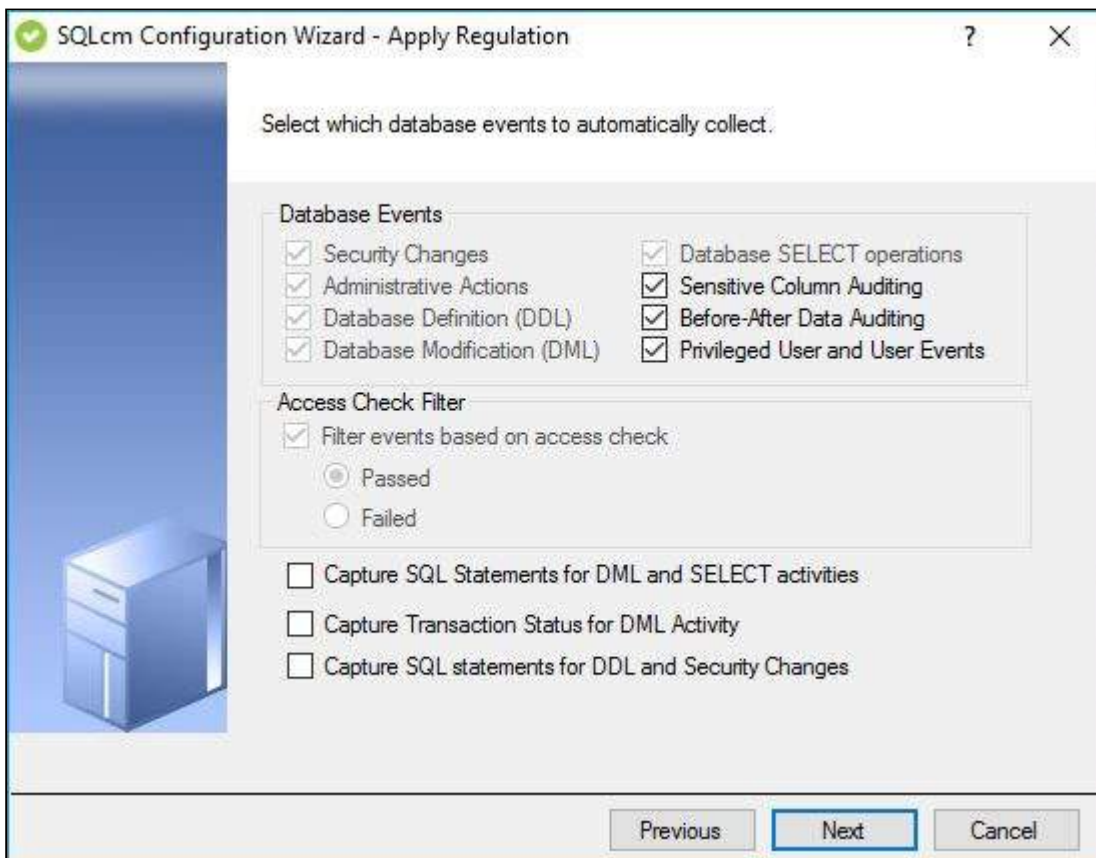 SQLcm Configuration Wizard - Apply Regulation ?
Select which database events to automatically collect.
Database Events
Security Changes
Administrative Actions
Database Definition (DDL)
Database Modification (DML)
Database SELECT operations
Sensitive Column Auditing
Before-After Data Auditing
Privileged User and User Events
Access Check Filter
Filter events based on access check
Passed
Failed
Capture SQL Statements for DML and SELECT activities
Capture Transaction Status for DML Activity
Capture SQL statements for DDL and Security Changes
Previous Next Cancel